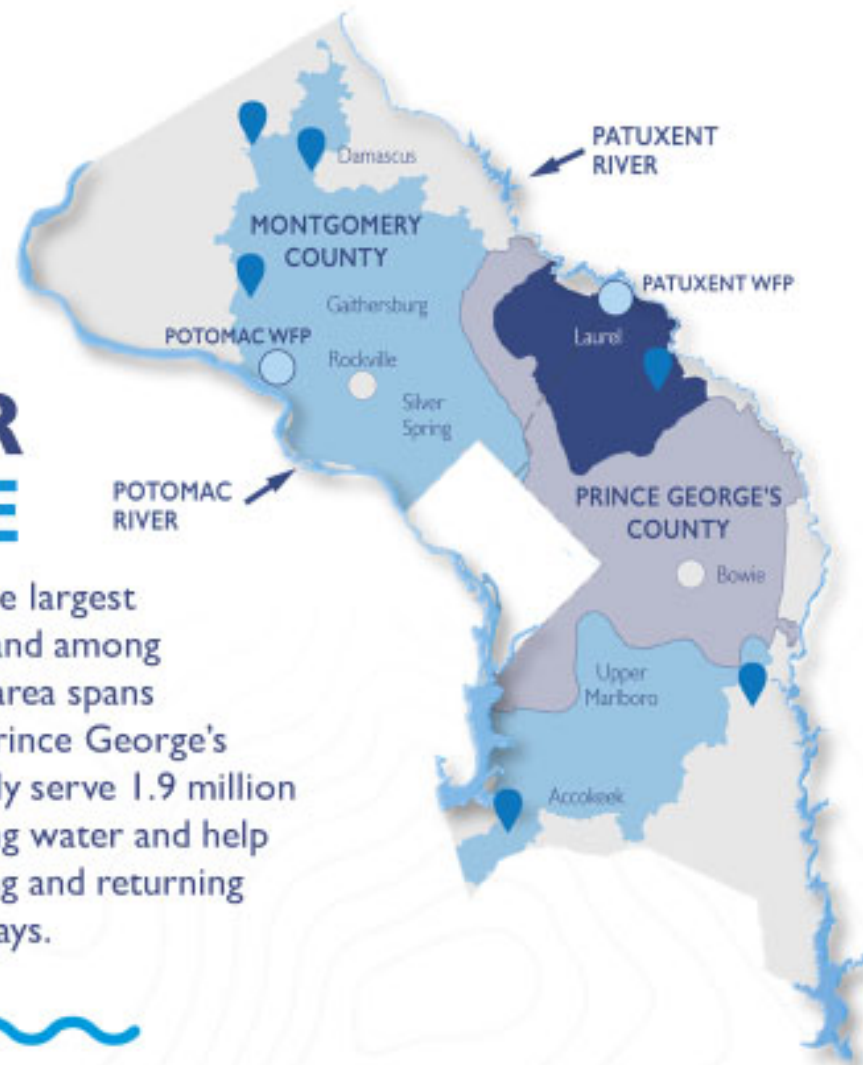 PATUXENT
RIVER
Damascus
MONTGOMERY
COUNTY
PATUXENT WFP
Gaithersburg
POTOMAC WFP
Laurel
Rockville
Silver
Spring
R
E
POTOMAC
RIVER
PRINCE GEORGE'S
COUNTY
Bowie
e largest
and among
area spans
rince George's
ly serve 1.9 million
ng water and help
g and returning
ays.
Upper
Marlboro
Accokeek